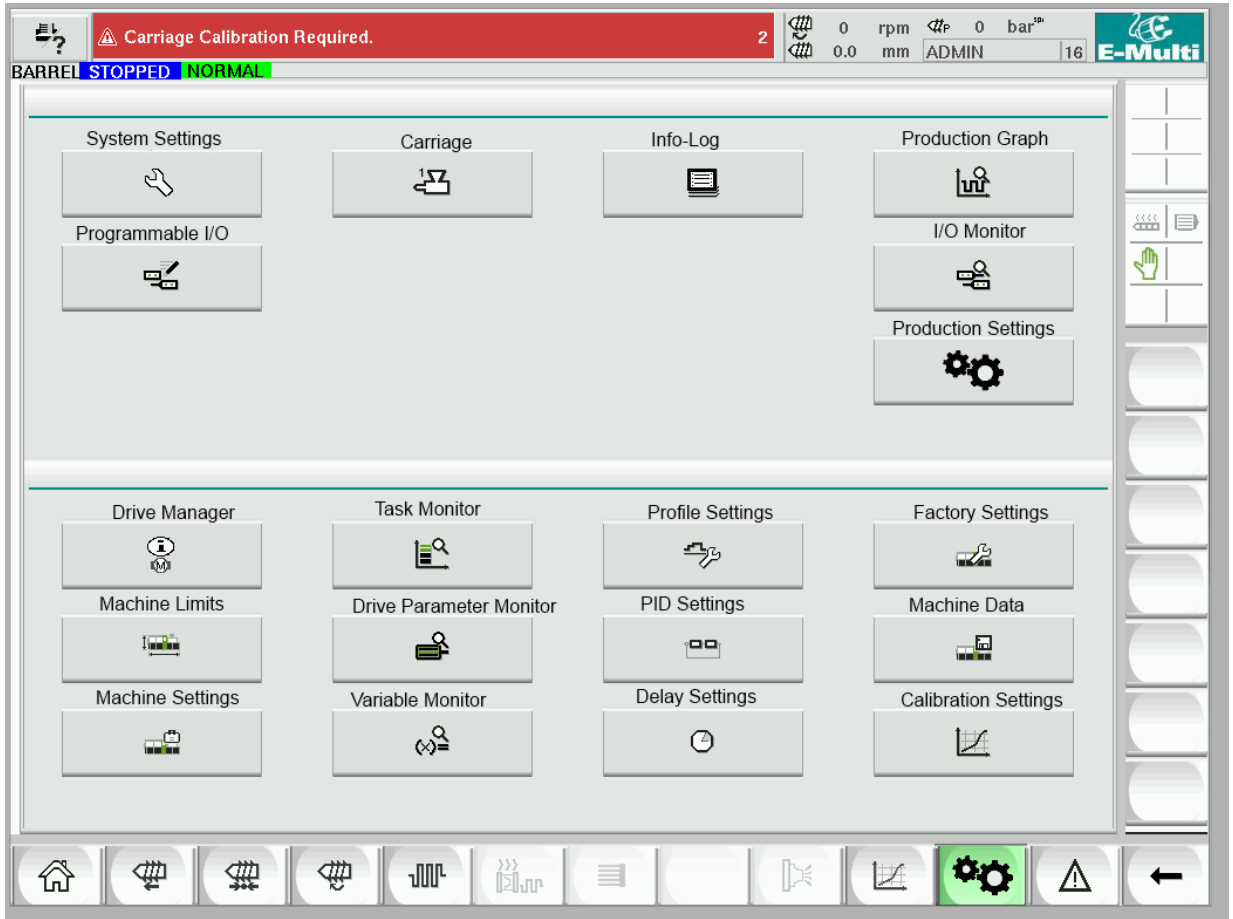 Carriage Calibration Required. 2
0 rpm P 0 bar spe
0.0 mm ADMIN 16
E-Multi
BARREL STOPPED NORMAL
System Settings Carriage Info-Log Production Graph
Programmable I/O I/O Monitor
Production Settings
Drive Manager Task Monitor Profile Settings Factory Settings
Machine Limits Drive Parameter Monitor PID Settings Machine Data
Machine Settings Variable Monitor Delay Settings Calibration Settings